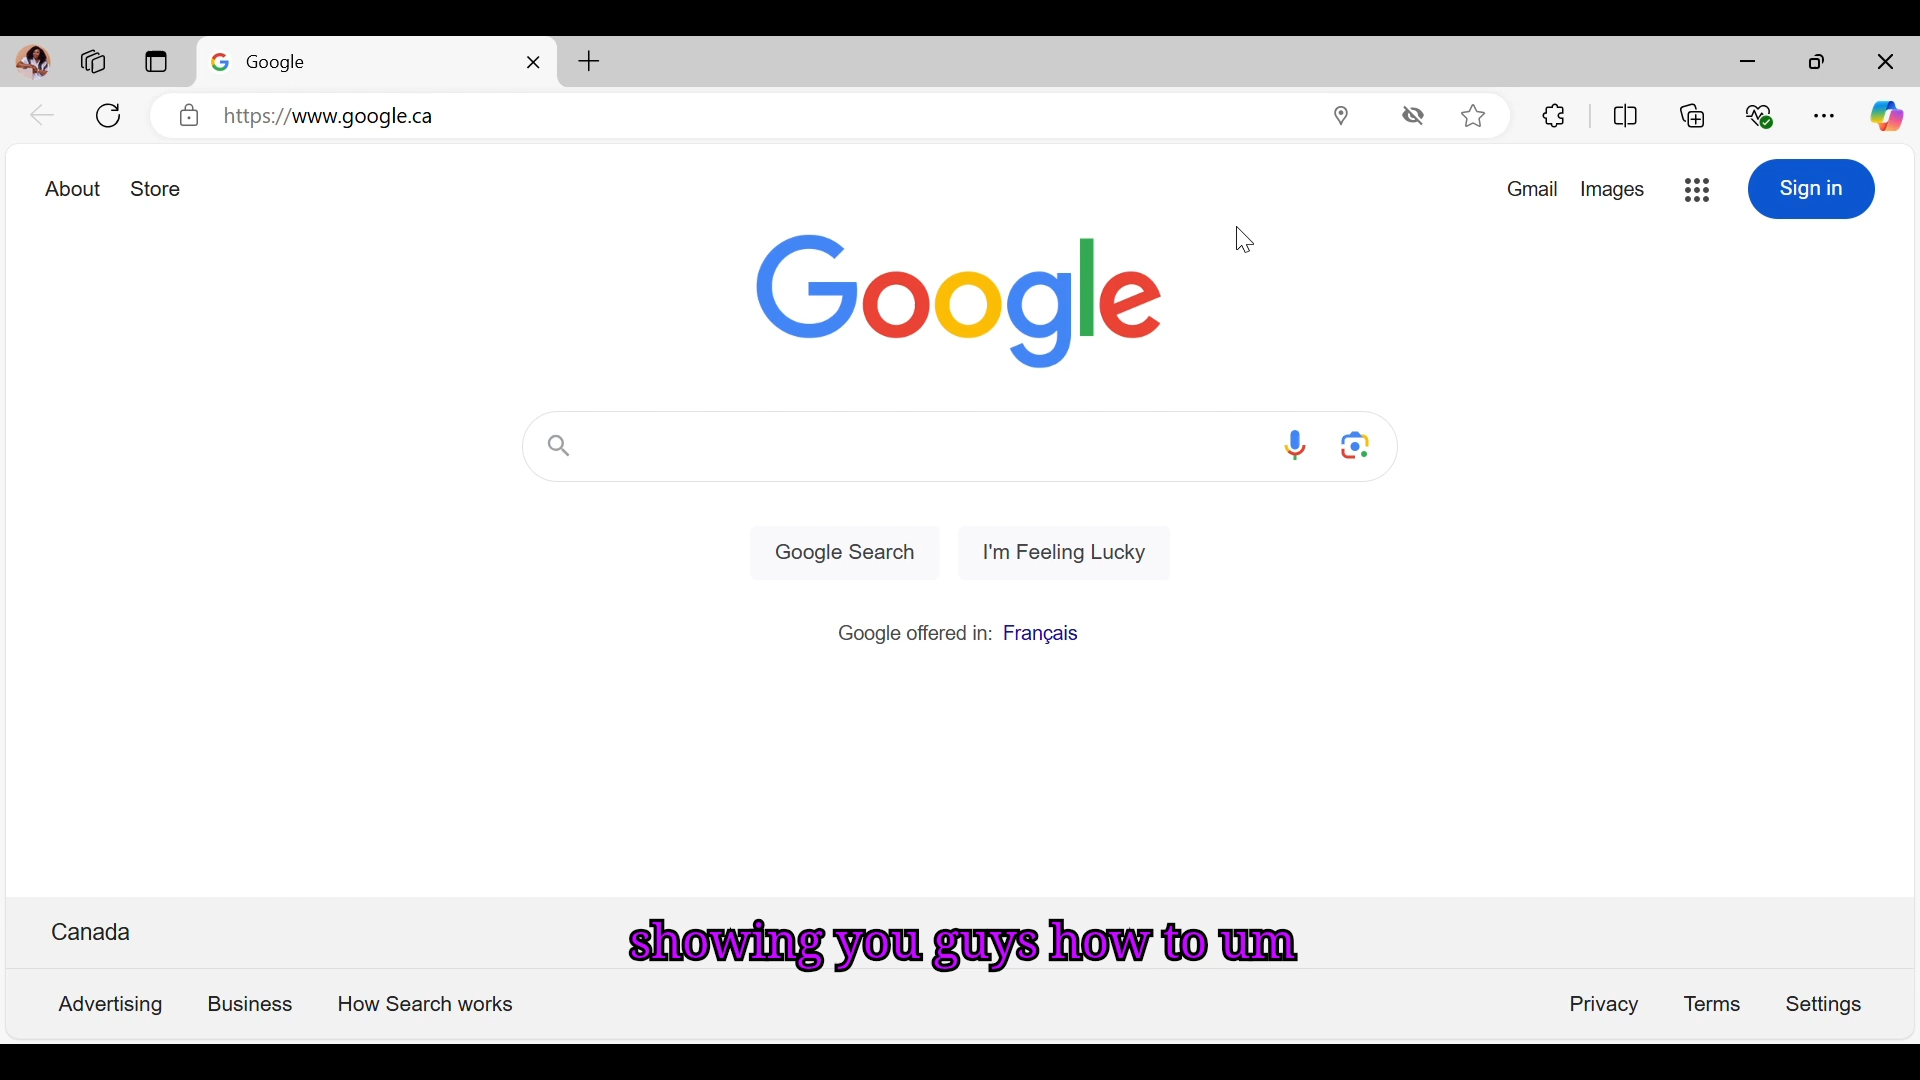 Google
https://www.google.ca
About Store
Gmail Images Sign in
Google
Google Search I'm Feeling Lucky
Google offered in: Français
Canada
showing you guys how to um
Advertising Business How Search works
Privacy Terms Settings